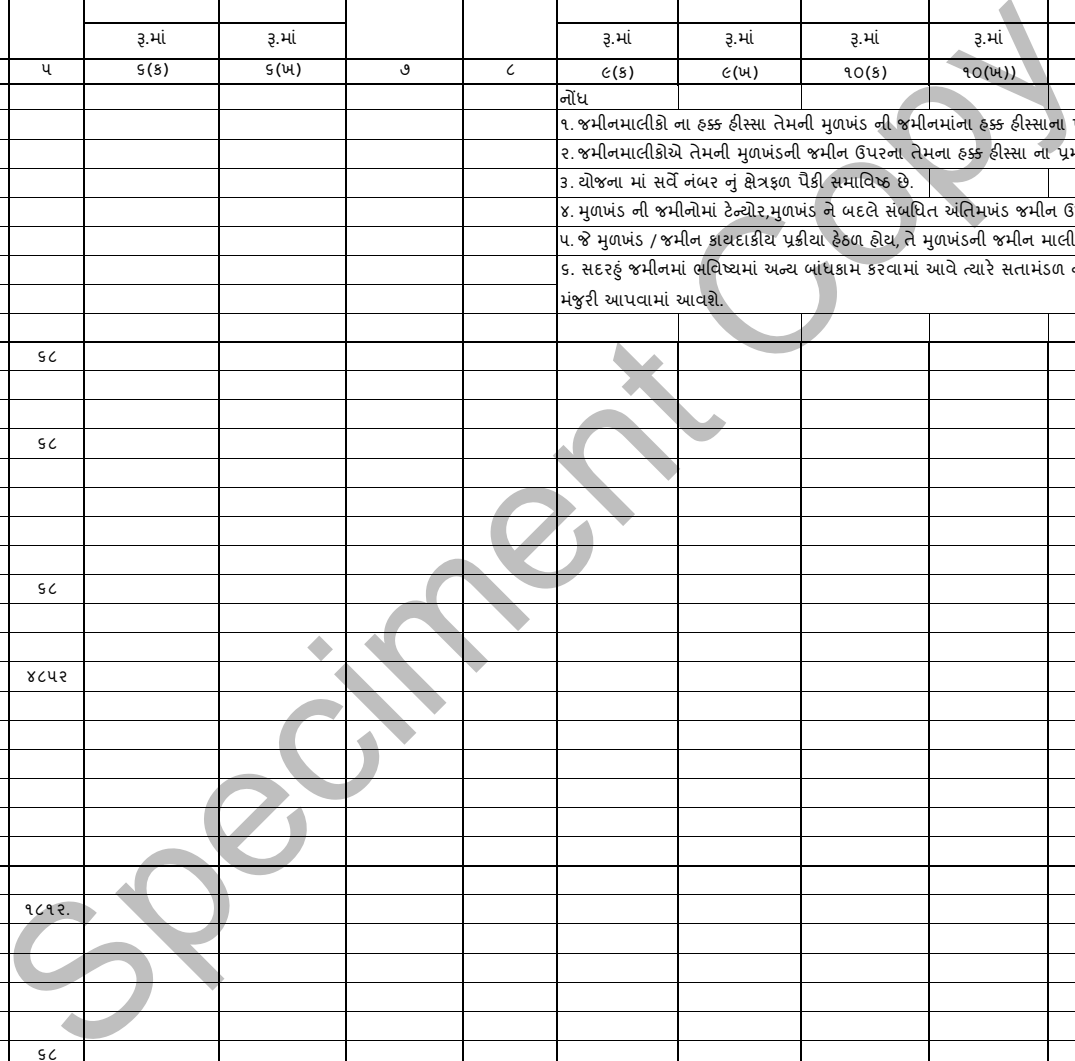 રૂ.માં રૂ.માં રૂ.માં રૂ.માં રૂ.માં રૂ.માં
૫ ૬(ક) ૬(ખ) ૭ ૮ ૯(ક) ૯(ખ) ૧૦(ક) ૧૦(ખ))
નોંધ
૧. જમીનમાલીકો ના હક્ક હીસ્સા તેમની મુળખંડ ની જમીનમાંના હક્ક હીસ્સાના
૨. જમીનમાલીકોએ તેમની મુળખંડની જમીન ઉપરના તેમના હક્ક હીસ્સા ના
૩. યોજના માં સર્વે નંબર નું ક્ષેત્રફળ પૈકી સમાવિષ્ઠ છે.
૪. મુળખંડ ની જમીનોમાં ટેન્યોર,મુળખંડ ને બદલે સંબધિત અંતિમખંડ જમીન
૫. જે મુળખંડ / જમીન કાયદાકીય પ્રક્રીયા હેઠળ હોય, તે મુળખંડની જમીન
૬. સદરહું જમીનમાં ભવિષ્યમાં અન્ય બાંધકામ કરવામાં આવે ત્યારે સતામંડળ
મંજુરી આપવામાં આવશે.
૬૮
૬૮
૬૮
૪૮૫૨
૧૮૧૨.
૬૮
Speciment Copy